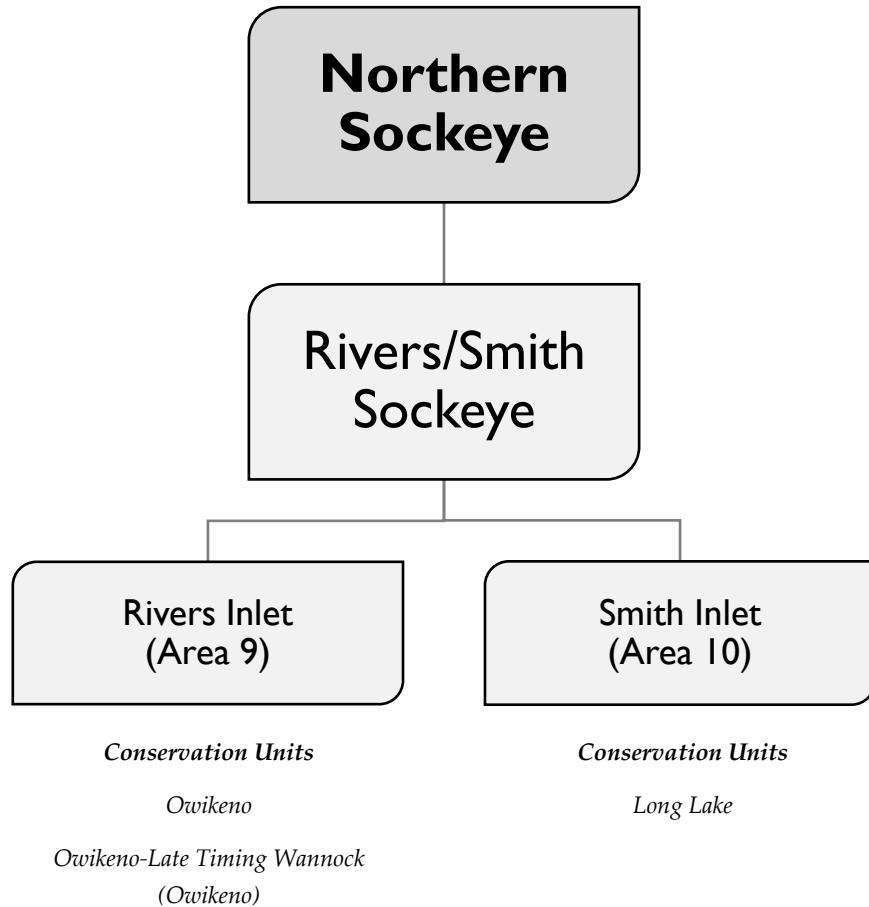 Northern
Sockeye
Rivers/Smith
Sockeye
Rivers Inlet
(Area 9)
Smith Inlet
(Area 10)
Conservation Units
Owikeno
Owikeno-Late Timing Wannock
(Owikeno)
Conservation Units
Long Lake